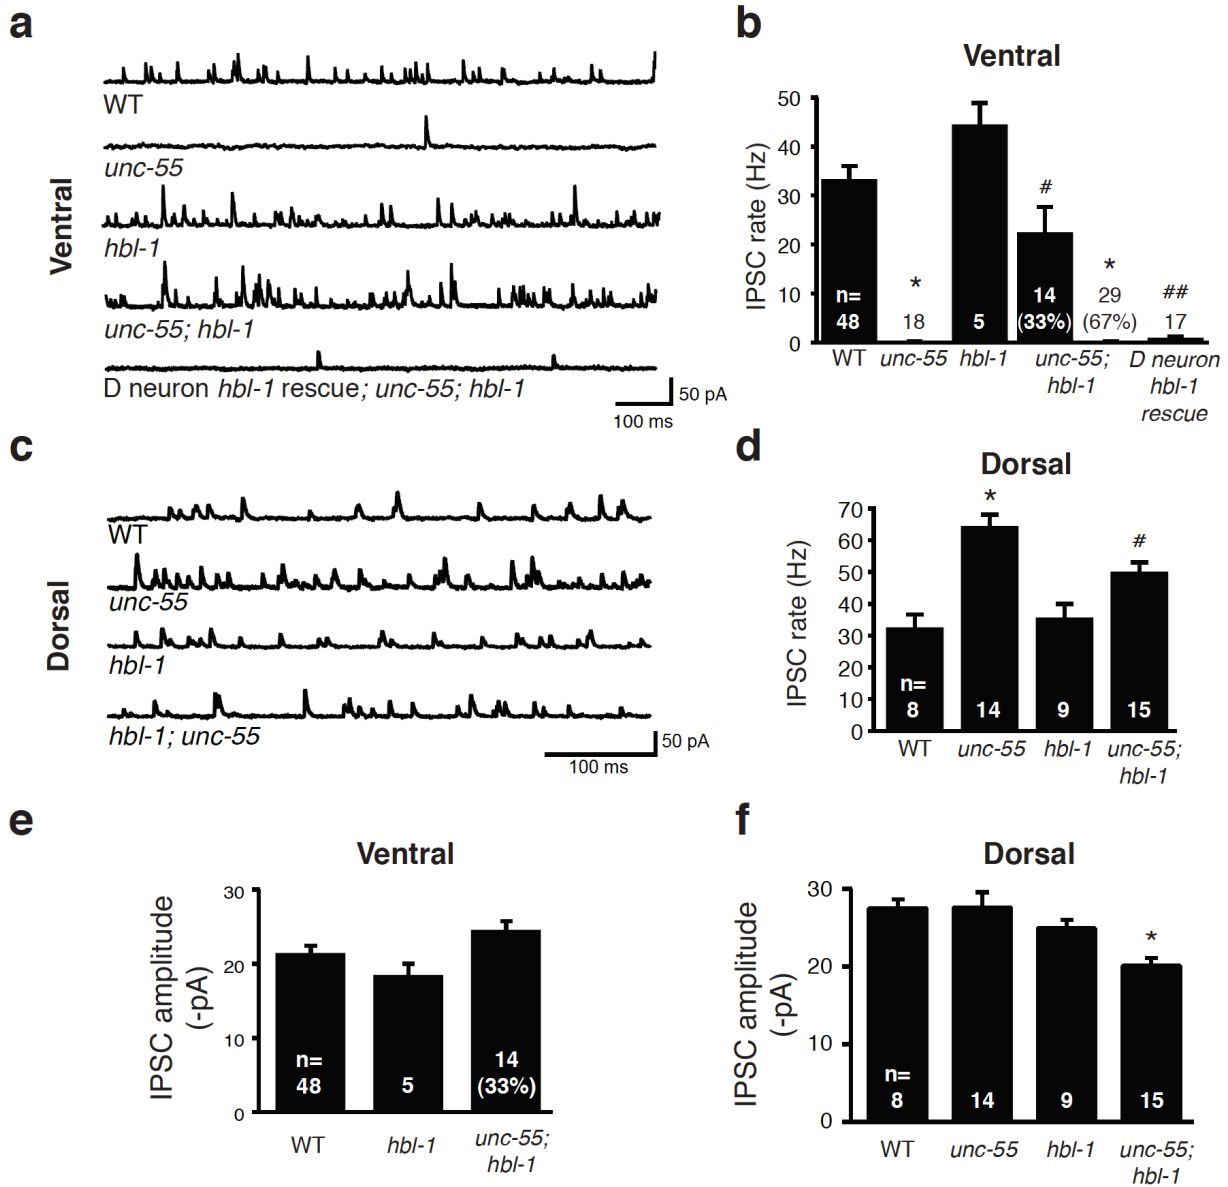 a
Ventral
WT
unc-55
hbl-1
unc-55; hbl-1
D neuron hbl-1 rescue; unc-55; hbl-1
50 pA
100 ms
b
Ventral
IPSC rate (Hz)
50
40
30
20
10
0
n=
48
*
18
5
#
14
(33%)
*
29
(67%)
##
17
WT
unc-55
hbl-1
unc-55;
hbl-1
D neuron
hbl-1
rescue
c
Dorsal
WT
unc-55
hbl-1
hbl-1; unc-55
50 pA
100 ms
d
Dorsal
IPSC rate (Hz)
70
60
50
40
30
20
10
0
n=
8
*
14
9
#
15
WT
unc-55
hbl-1
unc-55;
hbl-1
e
Ventral
IPSC amplitude
(-pA)
30
20
10
0
n=
48
5
14
(33%)
WT
hbl-1
unc-55;
hbl-1
f
Dorsal
IPSC amplitude
(-pA)
30
20
10
0
n=
8
14
9
*
15
WT
unc-55
hbl-1
unc-55;
hbl-1